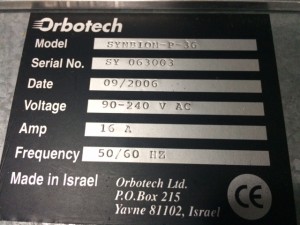 Orbotech
Model SYMBION-P-36
Serial No. SY 063003
Date 09/2006
Voltage 90-240 V AC
Amp 16 A
Frequency 50/60 HZ
Made in Israel
Orbotech Ltd.
P.O.Box 215
Yavne 81102, Israel
CE